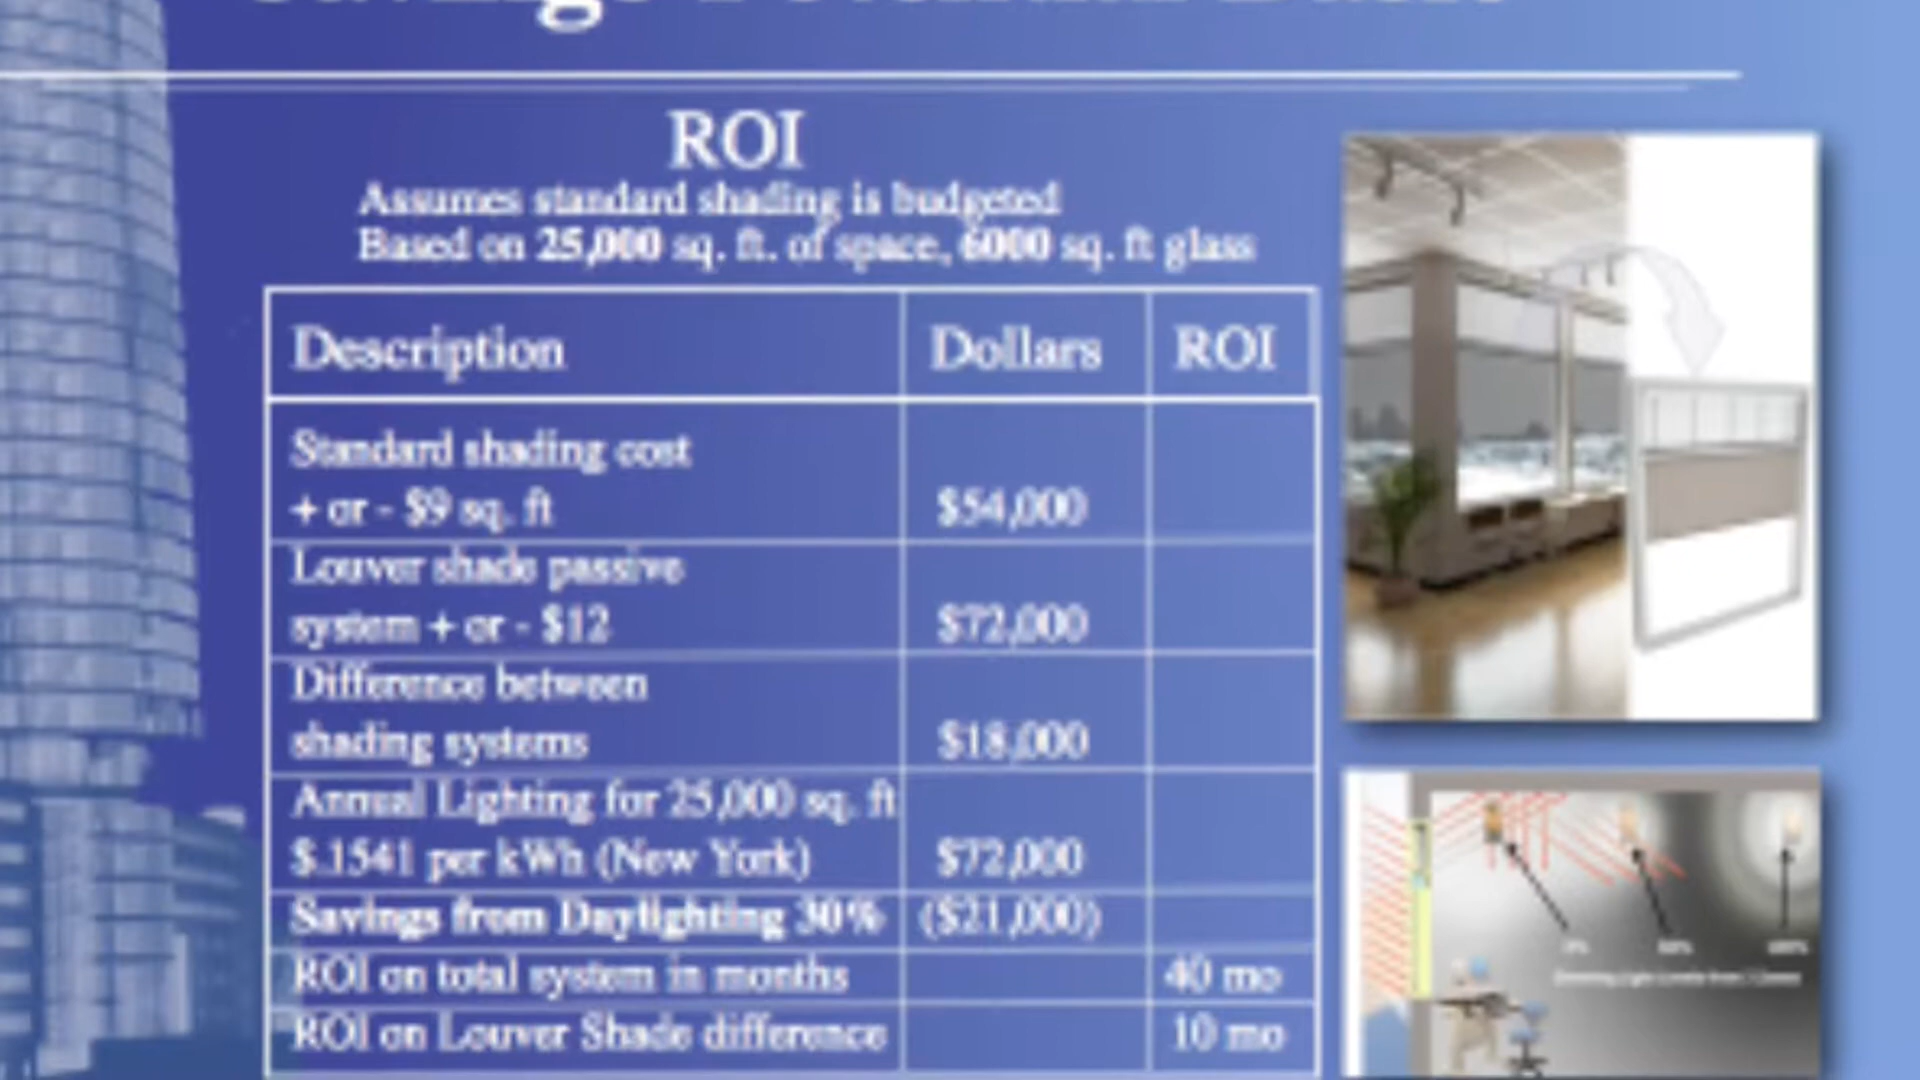 ROI
Assumes standard shading is budgeted
Based on 25,000 sq. ft. of space, 6000 sq. ft glass
Description Dollars ROI
Standard shading cost
+ or - $9 sq. ft $54,000
Louver shade passive
system + or - $12 $72,000
Difference between
shading systems $18,000
Annual Lighting for 25,000 sq. ft
$.1541 per kWh (New York) $72,000
Savings from Daylighting 30% ($21,000)
ROI on total system in months 40 mo
ROI on Louver Shade difference 10 mo